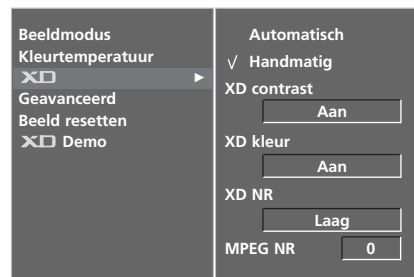 Beeldmodus
Kleurtemperatuur
XD ►
Geavanceerd
Beeld resetten
XD Demo
Automatisch
√ Handmatig
XD contrast
Aan
XD kleur
Aan
XD NR
Laag
MPEG NR 0